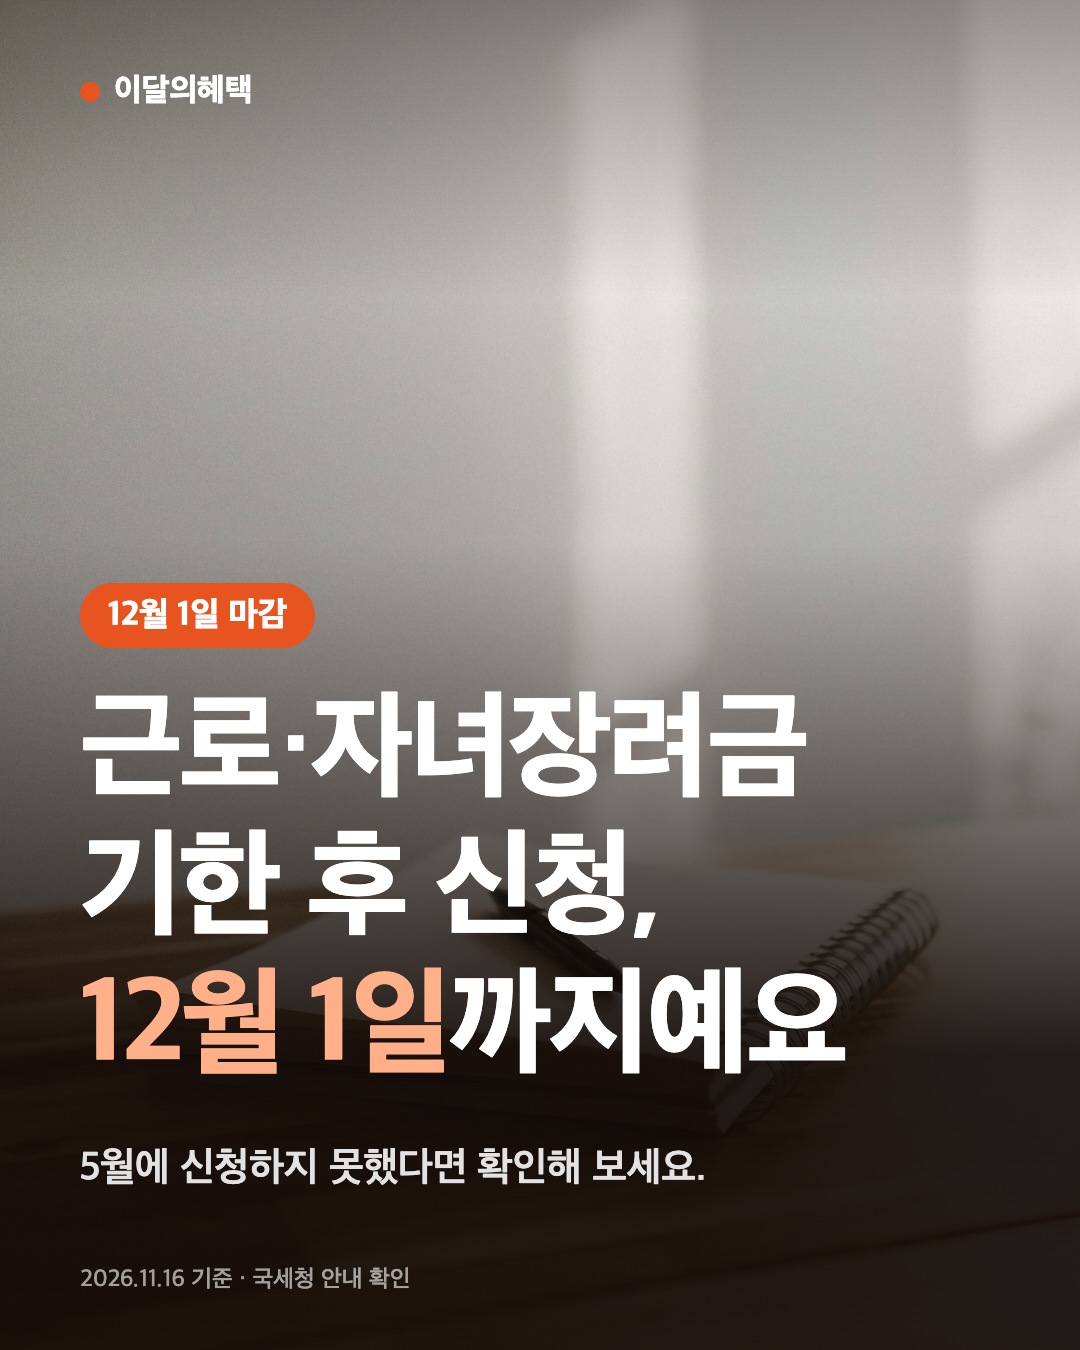 이달의혜택
12월 1일 마감
근로·자녀장려금
기한 후 신청,
12월 1일까지예요
5월에 신청하지 못했다면 확인해 보세요.
2026.11.16 기준 · 국세청 안내 확인